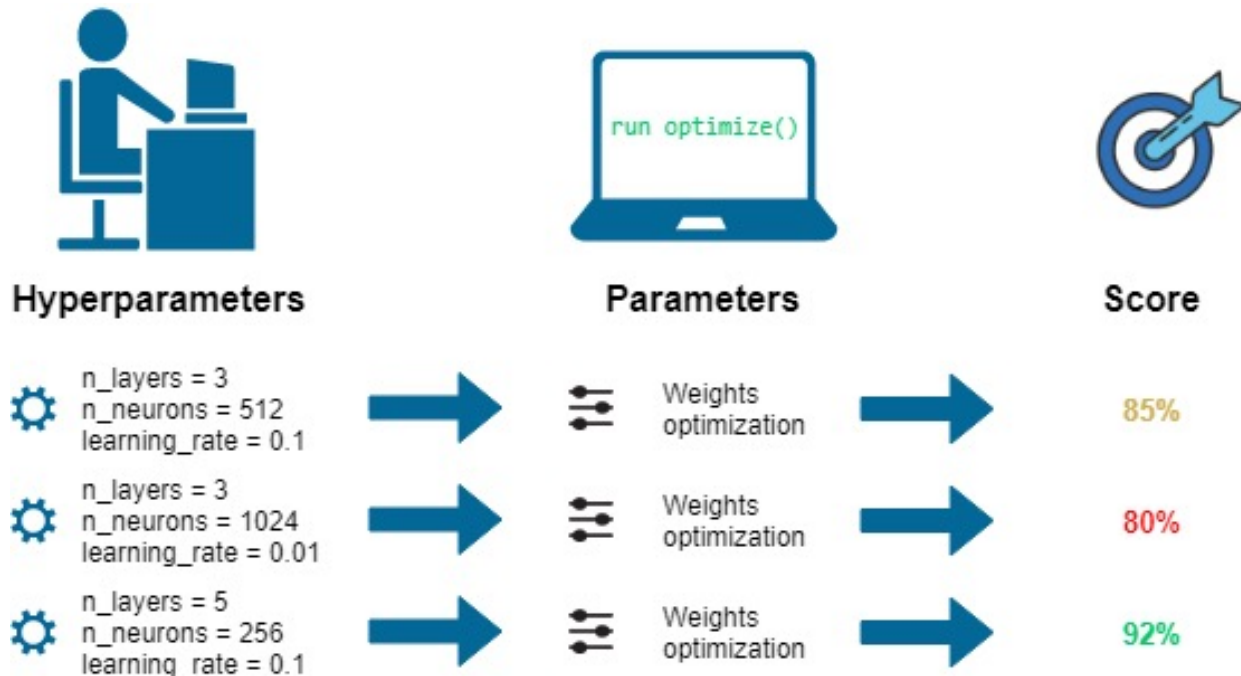 run optimize()
Hyperparameters
Parameters
Score
n_layers = 3
n_neurons = 512
learning_rate = 0.1
Weights
optimization
85%
n_layers = 3
n_neurons = 1024
learning_rate = 0.01
Weights
optimization
80%
n_layers = 5
n_neurons = 256
learning_rate = 0.1
Weights
optimization
92%